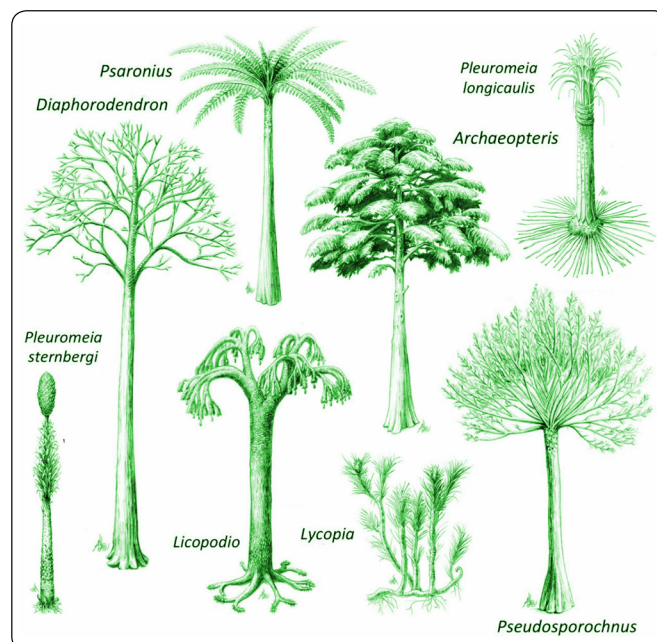 Psaronius
Diaphorodendron
Pleuromeia
longicaulis
Archaeopteris
Pleuromeia
sternbergi
Licopodio
Lycopia
Pseudosporochnus